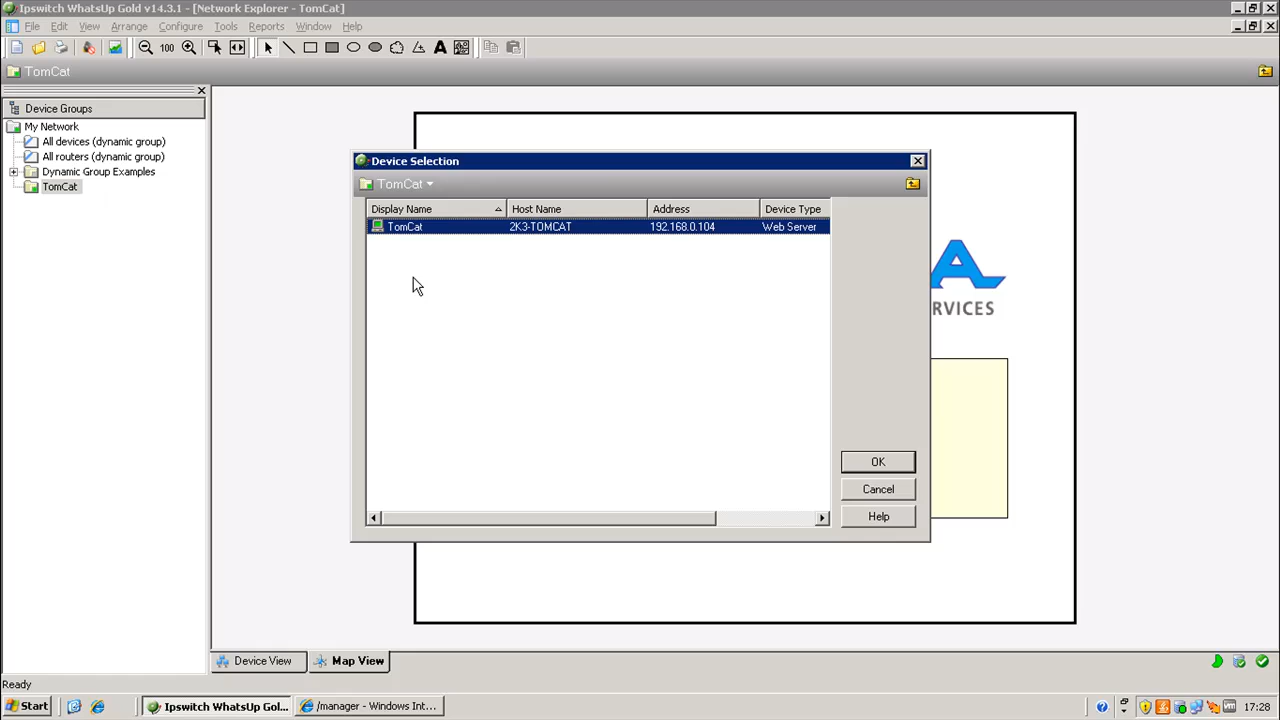 Ipswitch WhatsUp Gold v14.3.1 - [Network Explorer - TomCat]
File Edit View Arrange Configure Tools Reports Window Help
100
TomCat
Device Groups
My Network
All devices (dynamic group)
All routers (dynamic group)
Dynamic Group Examples
TomCat
Device Selection
TomCat
Display Name Host Name Address Device Type
TomCat 2K3-TOMCAT 192.168.0.104 Web Server
OK
Cancel
Help
A
RVICES
Device View Map View
Ready
Start Ipswitch WhatsUp Gol... /manager - Windows Int... 17:28